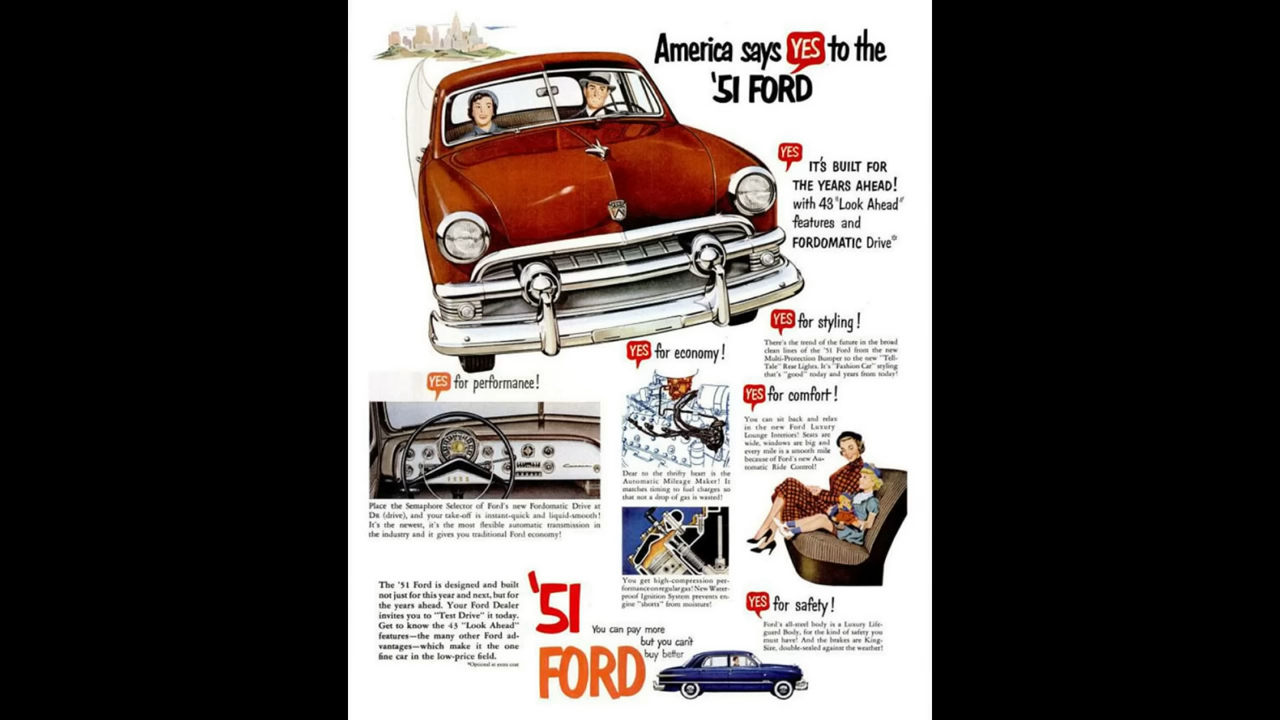 America says YES to the
'51 FORD
YES
IT'S BUILT FOR
THE YEARS AHEAD!
with 43 "Look Ahead"
features and
FORDOMATIC Drive*
YES for styling!
There's the trend of the future in the broad
clean lines of the '51 Ford from the new
Multi-Protection Bumper to the new "Tell-
Tale" Rear Lights. It's "Fashion Car" styling
that's "good" today and years from today!
YES for economy!
YES for performance!
YES for comfort!
You can sit back and relax
in the new Ford Luxury
Lounge Interiors! Seats are
wide, windows are big and
every mile is a smooth mile
because of Ford's new Au-
tomatic Ride Control!
Dear to the thrifty heart is the
Automatic Mileage Maker! It
matches timing to fuel charges so
that not a drop of gas is wasted!
FORD
Place the Semaphore Selector of Ford's new Fordomatic Drive at
DR (drive), and your take-off is instant-quick and liquid-smooth!
It's the newest, it's the most flexible automatic transmission in
the industry and it gives you traditional Ford economy!
You get high-compression per-
formance on regular gas! New Water-
proof Ignition System prevents en-
gine "shorts" from moisture!
The '51 Ford is designed and built
not just for this year and next, but for
the years ahead. Your Ford Dealer
invites you to "Test Drive" it today.
Get to know the 43 "Look Ahead"
features—the many other Ford ad-
vantages—which make it the one
fine car in the low-price field.
*Optional at extra cost
'51
FORD
You can pay more
but you can't
buy better
YES for safety!
Ford's all-steel body is a Luxury Life-
guard Body, for the kind of safety you
must have! And the brakes are King-
Size, double-sealed against the weather!